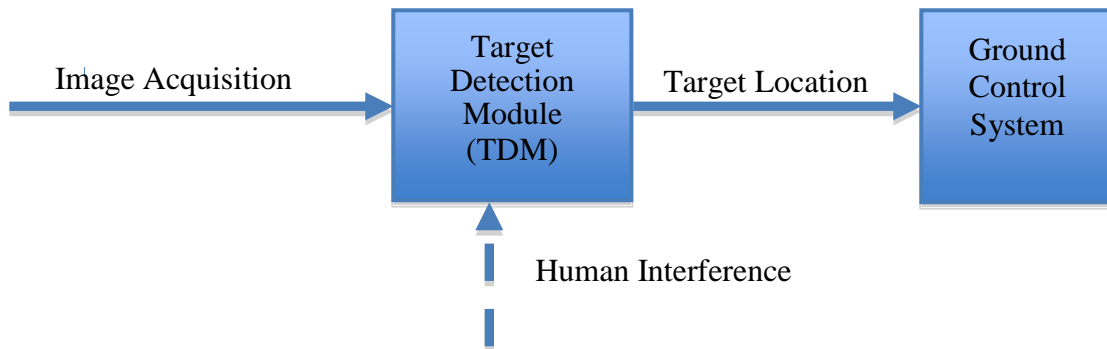 Image Acquisition
Target
Detection
Module
(TDM)
Target Location
Ground
Control
System
Human Interference